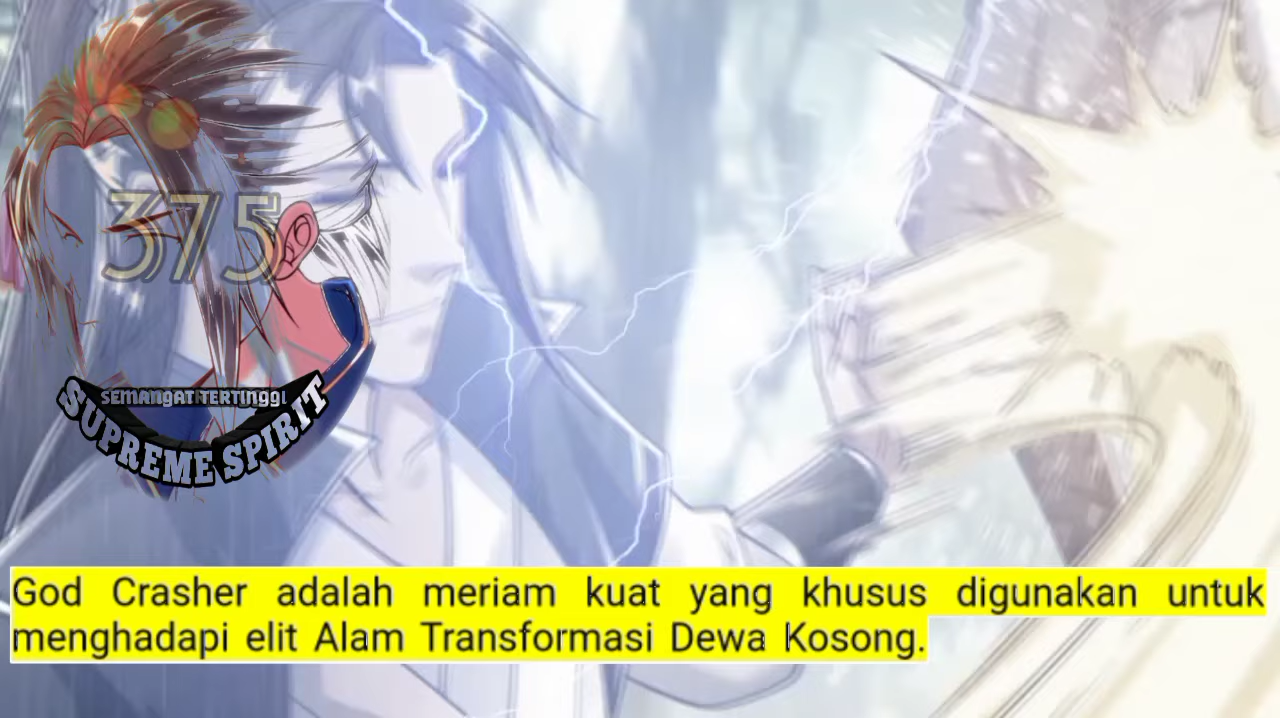 375
SEMANGAT TERTINGGI
SUPREME SPIRIT
God Crasher adalah meriam kuat yang khusus digunakan untuk
menghadapi elit Alam Transformasi Dewa Kosong.